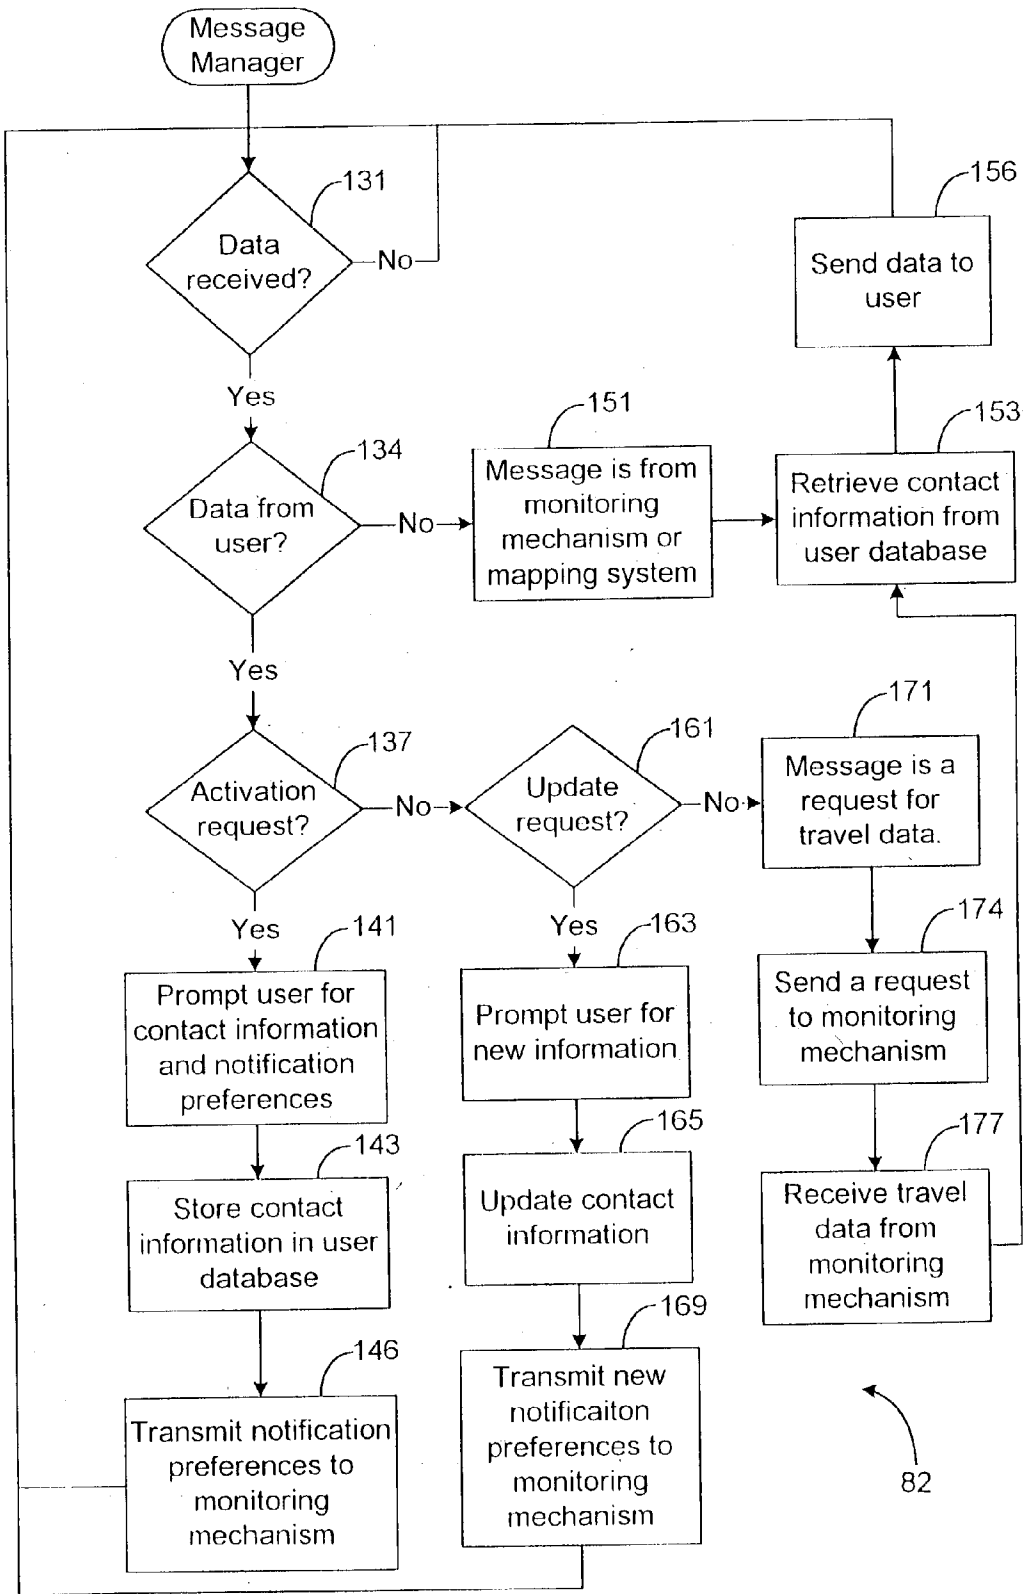 Message
Manager
131
Data
received?
No
156
Send data to
user
Yes
134
Data from
user?
No
151
Message is from
monitoring
mechanism or
mapping system
153
Retrieve contact
information from
user database
Yes
137
Activation
request?
No
161
Update
request?
No
171
Message is a
request for
travel data.
Yes
141
Prompt user for
contact information
and notification
preferences
Yes
163
Prompt user for
new information
174
Send a request
to monitoring
mechanism
143
Store contact
information in user
database
165
Update contact
information
177
Receive travel
data from
monitoring
mechanism
146
Transmit notification
preferences to
monitoring
mechanism
169
Transmit new
notificaiton
preferences to
monitoring
mechanism
82